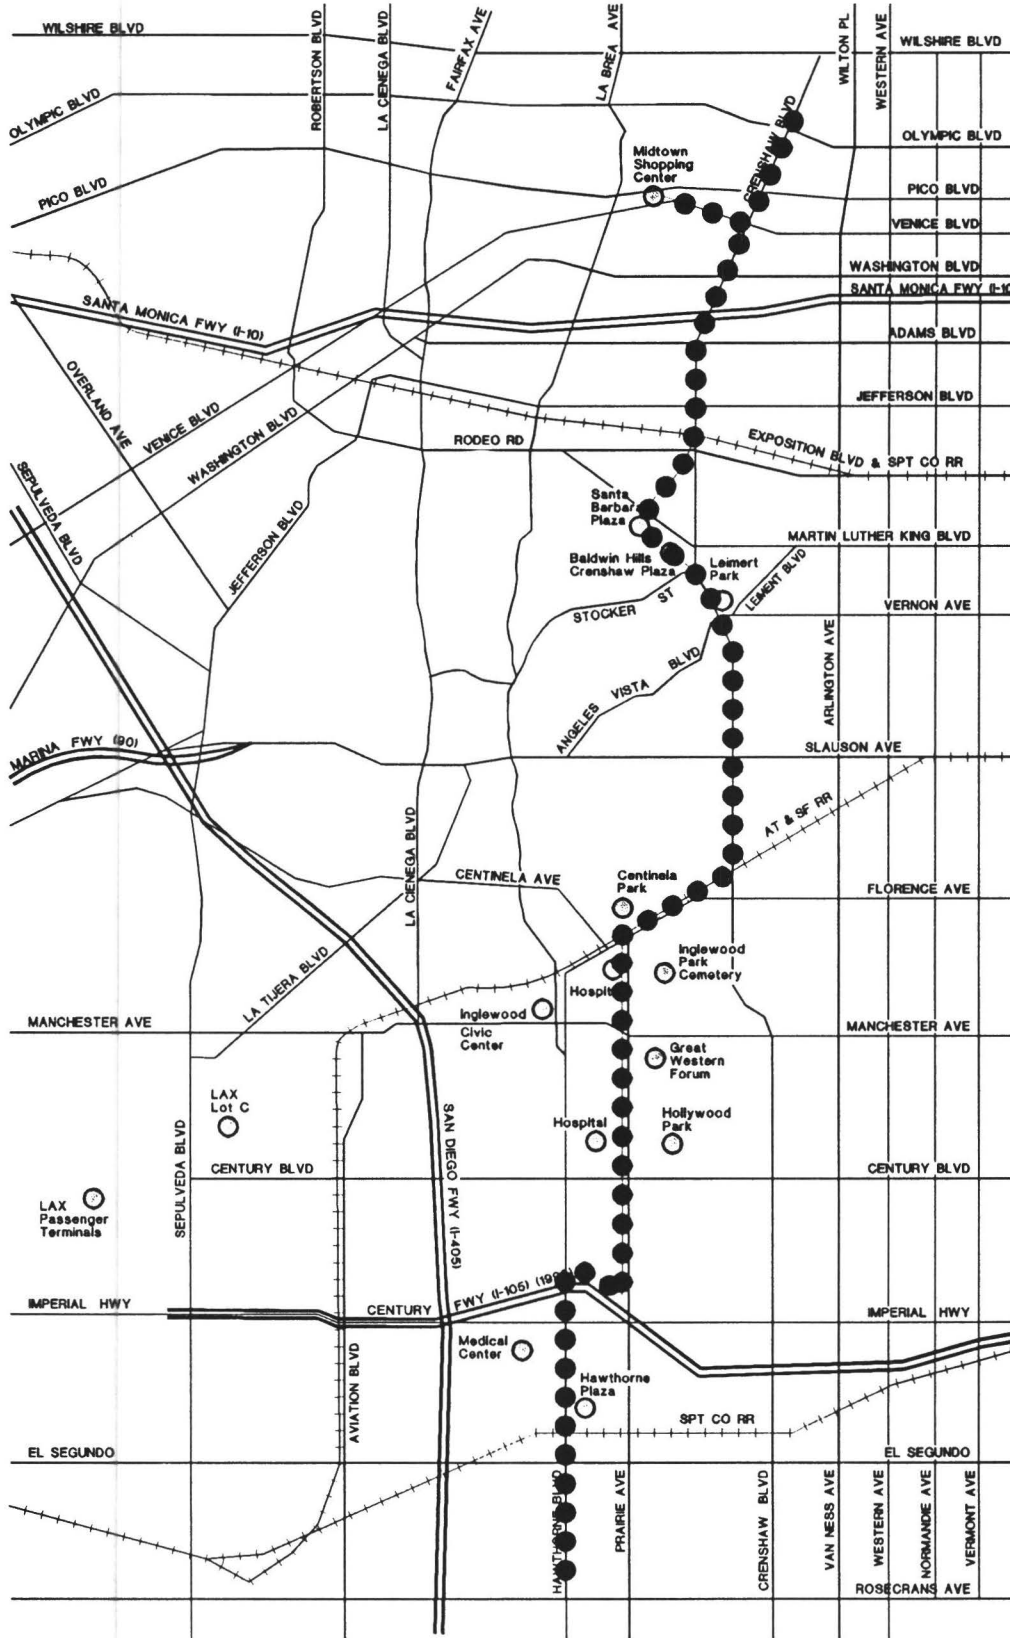 WILSHIRE BLVD
ROBERTSON BLVD
LA CIENEGA BLVD
FAIRFAX AVE
LA BREA AVE
WILTON PL
WESTERN AVE
WILSHIRE BLVD
OLYMPIC BLVD
CRENSHAW BLVD
OLYMPIC BLVD
Midtown
Shopping
Center
PICO BLVD
PICO BLVD
VENICE BLVD
WASHINGTON BLVD
SANTA MONICA FWY (I-10)
SANTA MONICA FWY (I-10
ADAMS BLVD
OVERLAND AVE
VENICE BLVD
WASHINGTON BLVD
JEFFERSON BLVD
RODEO RD
EXPOSITION BLVD & SPT CO RR
SEPULVEDA BLVD
JEFFERSON BLVD
Santa
Barbara
Plaza
MARTIN LUTHER KING BLVD
Baldwin Hills
Crenshaw Plaza
Leimert
Park
LEIMERT BLVD
STOCKER ST
VERNON AVE
ANGELES VISTA BLVD
ARLINGTON AVE
MARINA FWY (90)
SLAUSON AVE
AT & SF RR
LA CIENEGA BLVD
CENTINELA AVE
Centinela
Park
FLORENCE AVE
LA TIJERA BLVD
Inglewood
Park
Cemetery
Hospital
Inglewood
Civic
Center
MANCHESTER AVE
MANCHESTER AVE
Great
Western
Forum
LAX
Lot C
Hospital
Hollywood
Park
SEPULVEDA BLVD
CENTURY BLVD
SAN DIEGO FWY (I-405)
CENTURY BLVD
LAX
Passenger
Terminals
IMPERIAL HWY
CENTURY FWY (I-105)
IMPERIAL HWY
Medical
Center
AVIATION BLVD
Hawthorne
Plaza
SPT CO RR
EL SEGUNDO
EL SEGUNDO
HAWTHORNE BLVD
PRAIRIE AVE
CRENSHAW BLVD
VAN NESS AVE
WESTERN AVE
NORMANDIE AVE
VERMONT AVE
ROSECRANS AVE